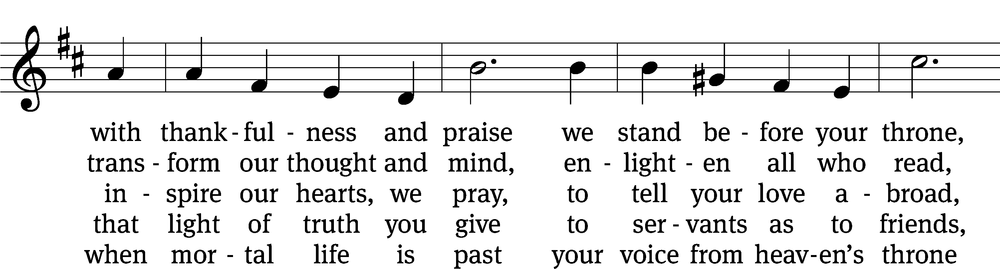 with thank - ful - ness and praise we stand be - fore your throne,
trans - form our thought and mind, en - light - en all who read,
in - spire our hearts, we pray, to tell your love a - broad,
that light of truth you give to ser - vants as to friends,
when mor - tal life is past your voice from heav - en’s throne